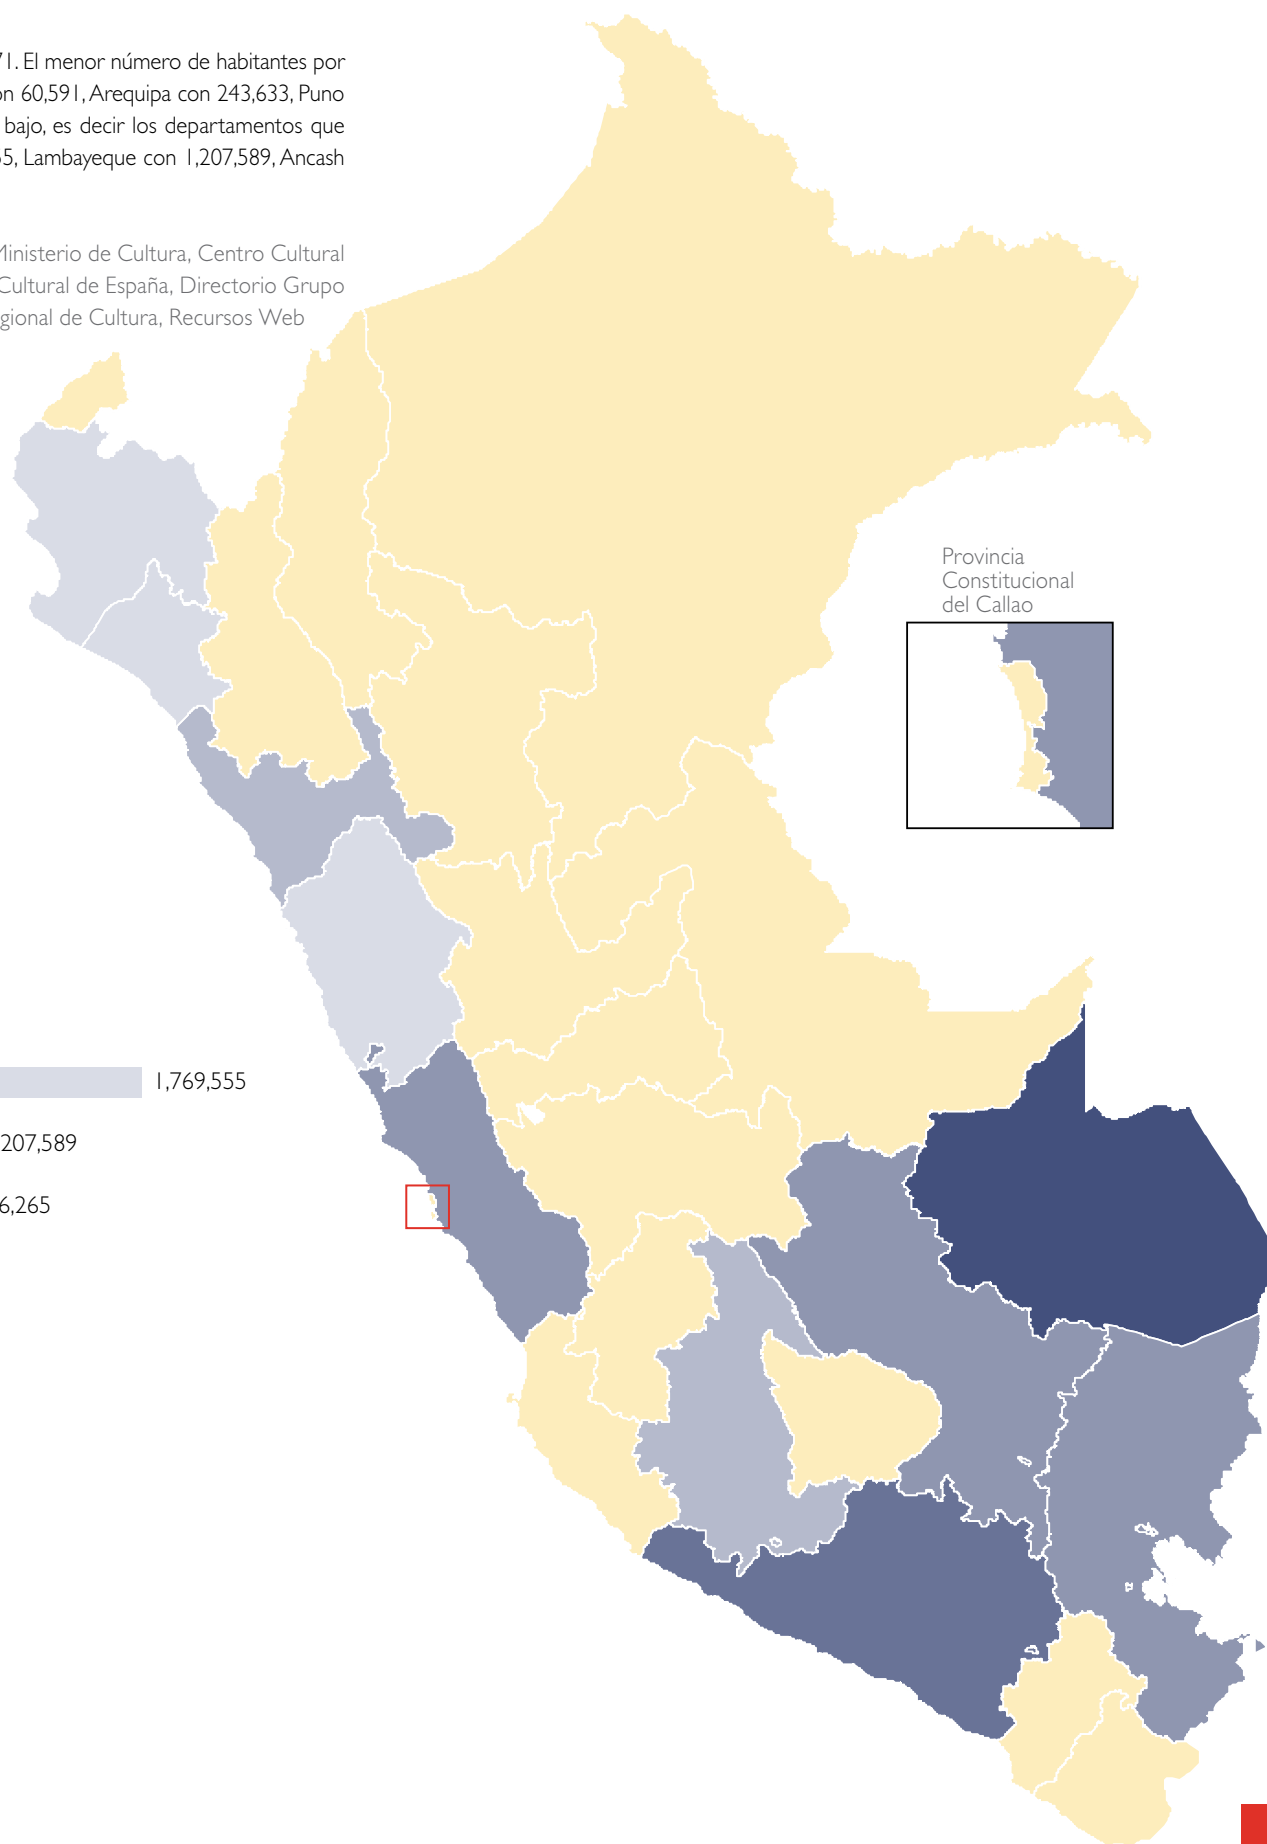 71. El menor número de habitantes por
on 60,591, Arequipa con 243,633, Puno
bajo, es decir los departamentos que
55, Lambayeque con 1,207,589, Ancash
Ministerio de Cultura, Centro Cultural
Cultural de España, Directorio Grupo
gional de Cultura, Recursos Web
Provincia
Constitucional
del Callao
1,769,555
207,589
6,265